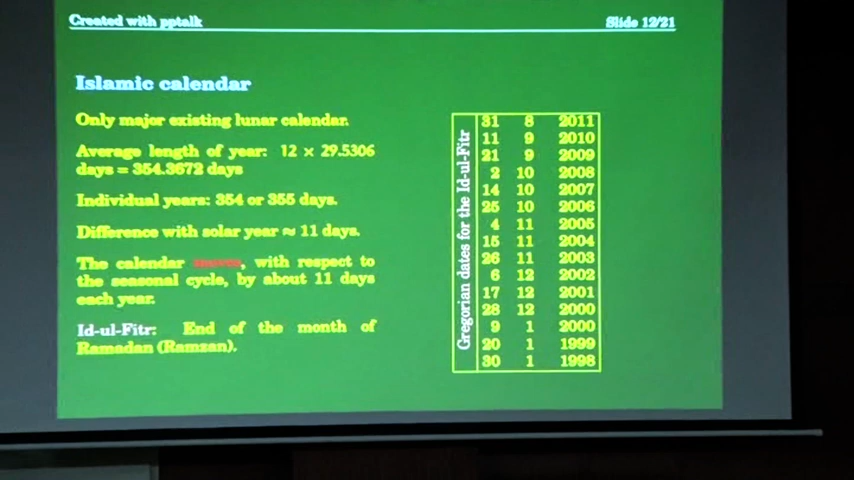 Created with pptalk
Slide 12/21
Islamic calendar
Only major existing lunar calendar.
Average length of year: 12 × 29.5306
days = 354.3672 days
Individual years: 354 or 355 days.
Difference with solar year ≈ 11 days.
The calendar , with respect to
the seasonal cycle, by about 11 days
each year.
Id-ul-Fitr: End of the month of
Ramadan (Ramzan).
Gregorian dates for the Id-ul-Fitr
31 8 2011
11 9 2010
21 9 2009
2 10 2008
14 10 2007
25 10 2006
4 11 2005
15 11 2004
26 11 2003
6 12 2002
17 12 2001
28 12 2000
9 1 2000
20 1 1999
30 1 1998